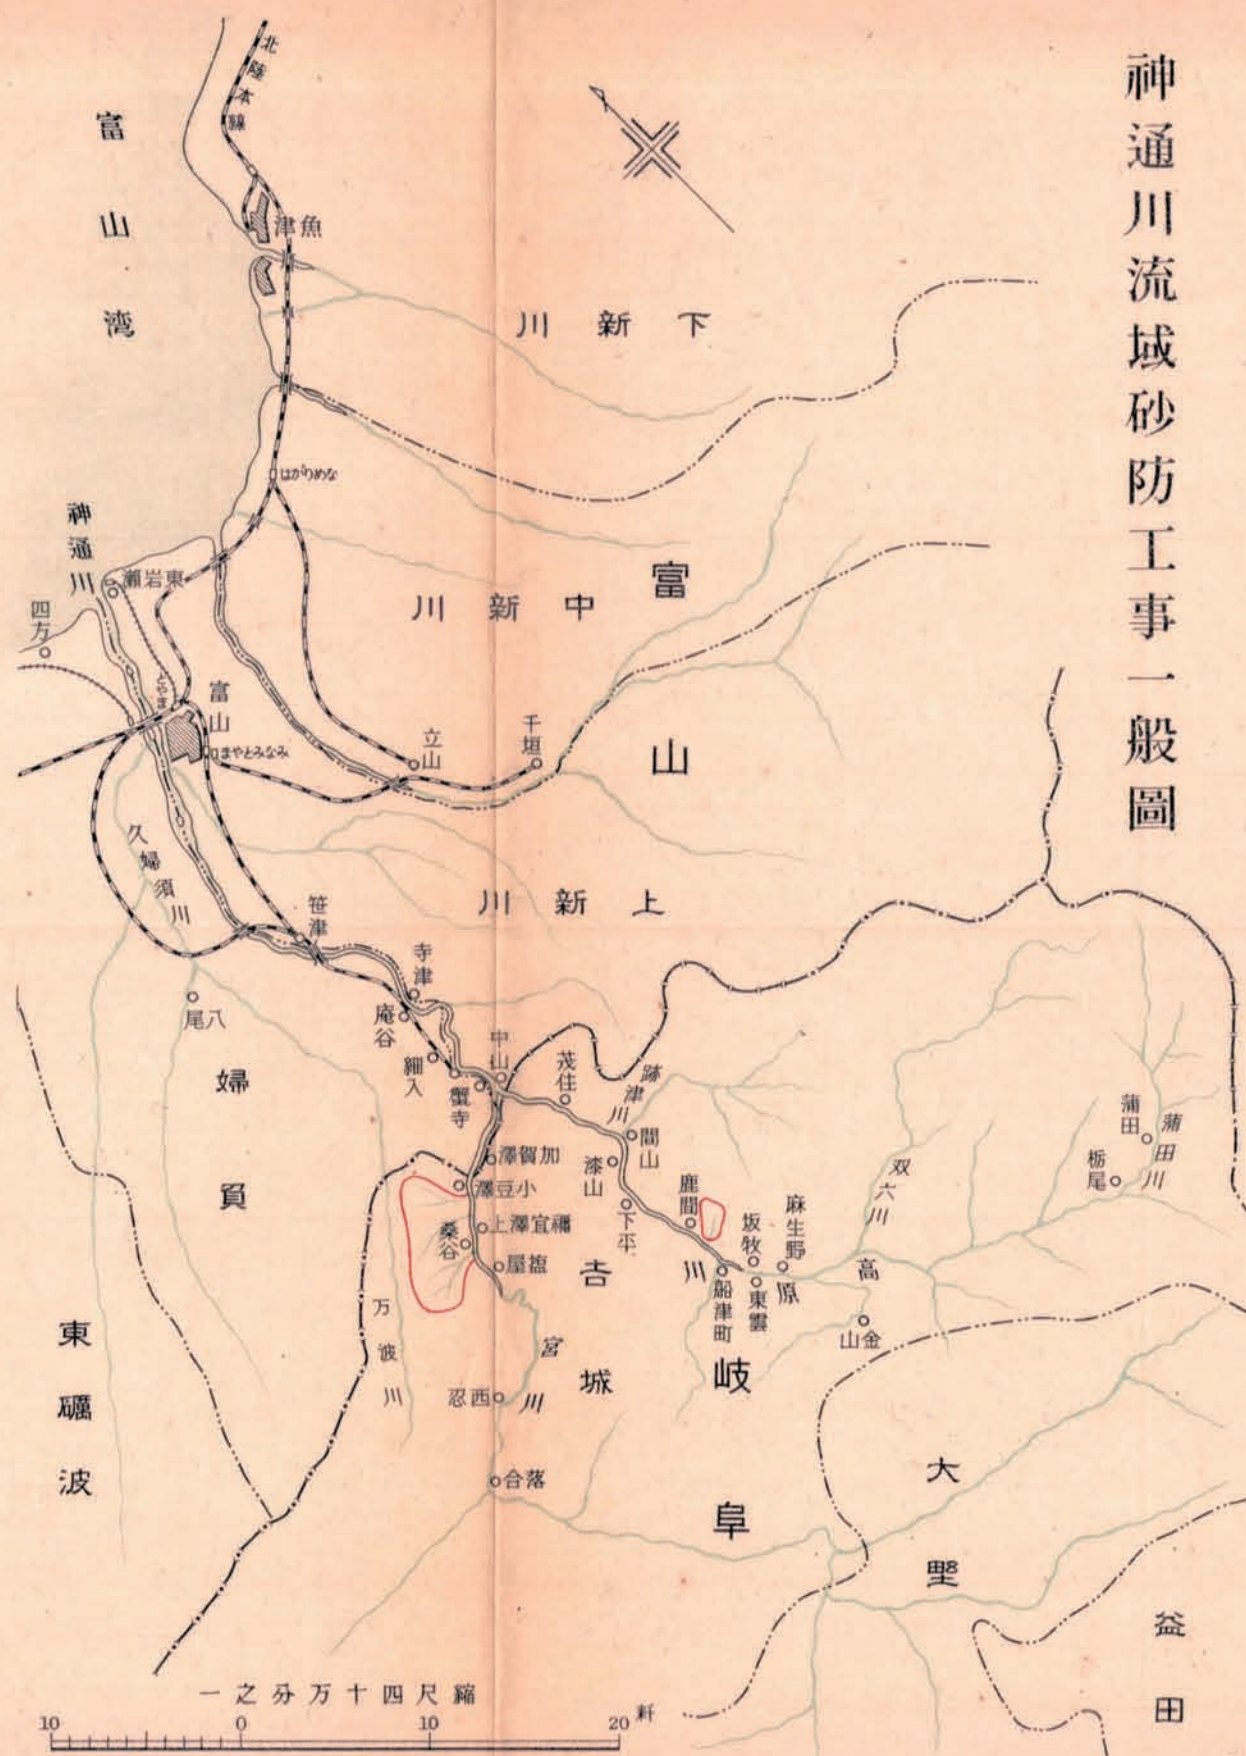 神通川流域砂防工事一般圖
北陸本線
富山湾
津魚
川新下
はがりめな
神通川
瀬岩東
四方
川新中
富山
とやま
富山
まやとみなみ
立山
千垣
久婦須川
川新上
笹津
寺津
庵谷
尾八
細入
中山
蟹寺
茂住
跡津川
婦負
澤賀加
澤豆小
上澤宜禰
桑谷
屋塩
漆山
間山
下平
鹿間
坂牧
麻生野
船津町
東雲
川原高
双六川
蒲田
蒲田川
栃尾
山金
吉城
岐阜
万波川
宮川
忍西
合落
東礪波
大野
益田
一之分万十四尺縮
10 0 10 20 粁